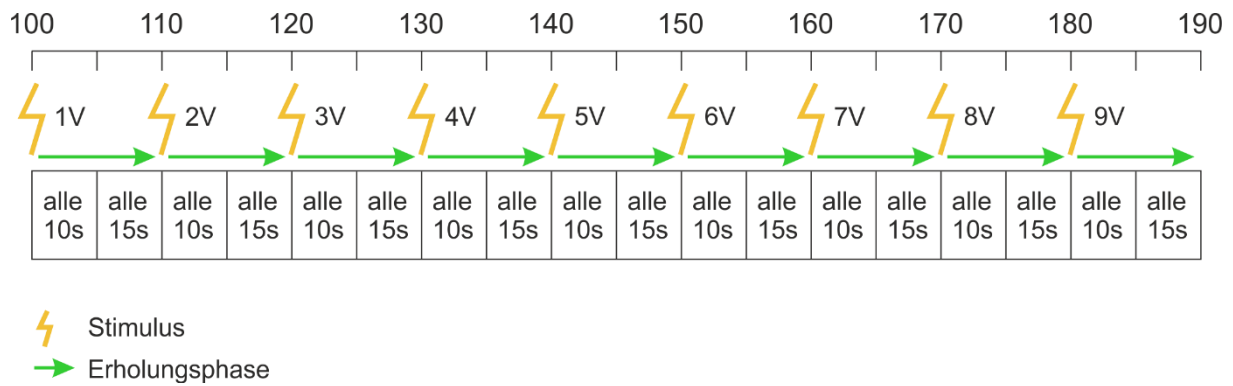 100 110 120 130 140 150 160 170 180 190
1V 2V 3V 4V 5V 6V 7V 8V 9V
alle alle alle alle alle alle alle alle alle alle alle alle alle alle alle alle alle alle
10s 15s 10s 15s 10s 15s 10s 15s 10s 15s 10s 15s 10s 15s 10s 15s 10s 15s
Stimulus
Erholungsphase